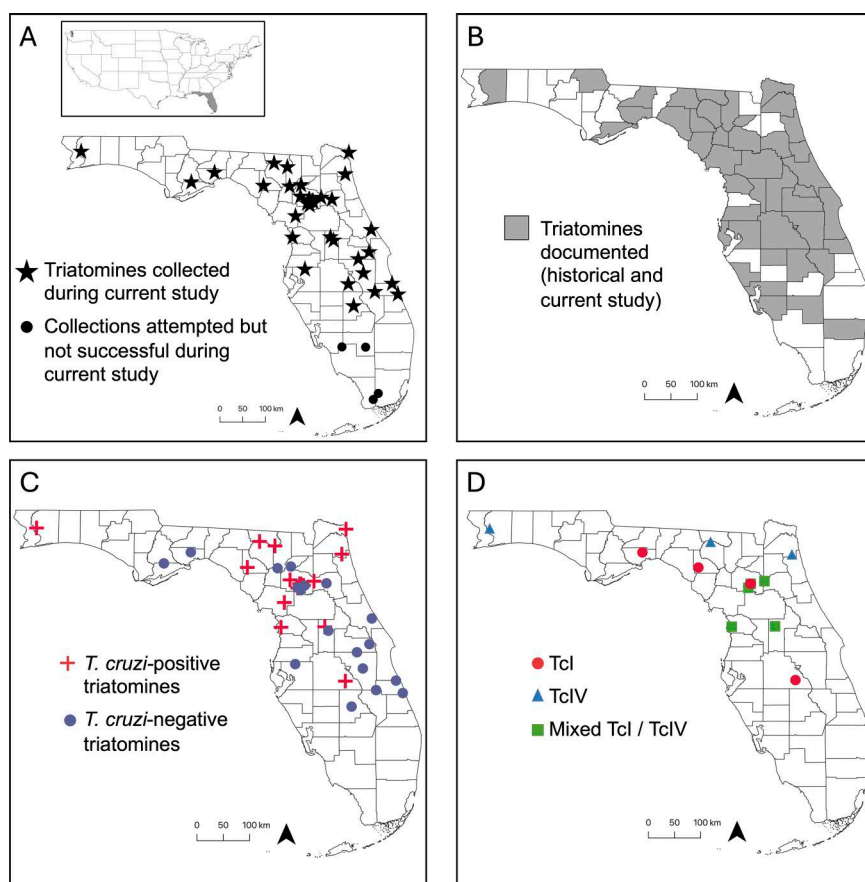 A
Triatomines collected
during current study
Collections attempted but
not successful during
current study
0 50 100 km
B
Triatomines
documented
(historical and
current study)
0 50 100 km
C
T. cruzi-positive
triatomines
T. cruzi-negative
triatomines
0 50 100 km
D
TcI
TcIV
Mixed TcI / TcIV
0 50 100 km